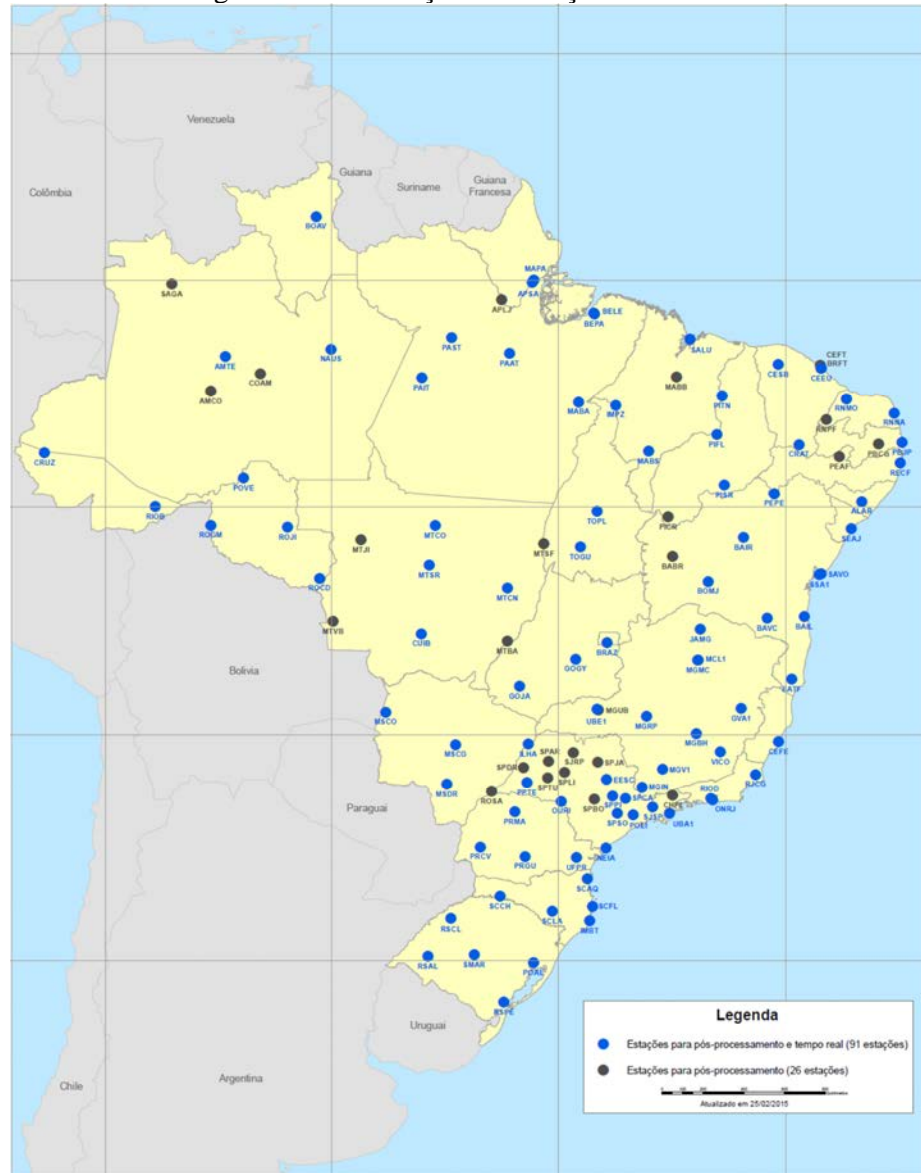 Venezuela
Guiana
Suriname
Guiana
Francesa
Colômbia
BOAV
MAPA
SAGA
APSA
APLJ
BELE
BEPA
PAST
NAUS
PAAT
SALU
CEFT
BRFT
CEEU
CESB
AMTE
COAM
PAIT
MABB
AMCO
MABA
IMPZ
PITN
RNMO
RNNA
RNPF
PIFL
CRUZ
MABS
CRAT
PEAF
PBCG
PBJP
RECF
POVE
PISR
PEPE
ALAR
RIOB
TOPL
PICR
ROGM
ROJI
MTCO
SEAJ
MTJI
MTSF
TOGU
BAIR
BABR
MTSR
ROCD
MTCN
BOMJ
SAVO
SSA1
MTVB
BAVC
BAIL
CUIB
JAMG
MTBA
BRAZ
GOGY
MCL1
MGMC
Bolívia
GOJA
BATF
MSCO
MGUB
UBE1
MGRP
GVA1
MGBH
CEFE
MSCG
ILHA
SPAR
SJRP
SPJA
VICO
SPDR
SPTU
SPLI
MGV1
RJCG
MSDR
PPTE
EESC
MGIN
RIOD
ROSA
OURI
SPBO
SPPI
SPCA
CHPI
ONRJ
Paraguai
PRMA
SPSO
POLI
SJSP
UBA1
PRCV
PRGU
UFPR
NEIA
SCAQ
SCCH
SCLA
SCFL
RSCL
IMBT
RSAL
SMAR
POAL
RSPE
Uruguai
Chile
Argentina
Legenda
Estações para pós-processamento e tempo real (91 estações)
Estações para pós-processamento (26 estações)
Atualizado em 25/02/2015